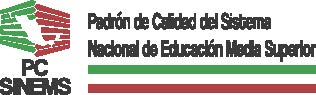 Padrón de Calidad del Sistema
Nacional de Educación Media Superior
PC
SINEMS